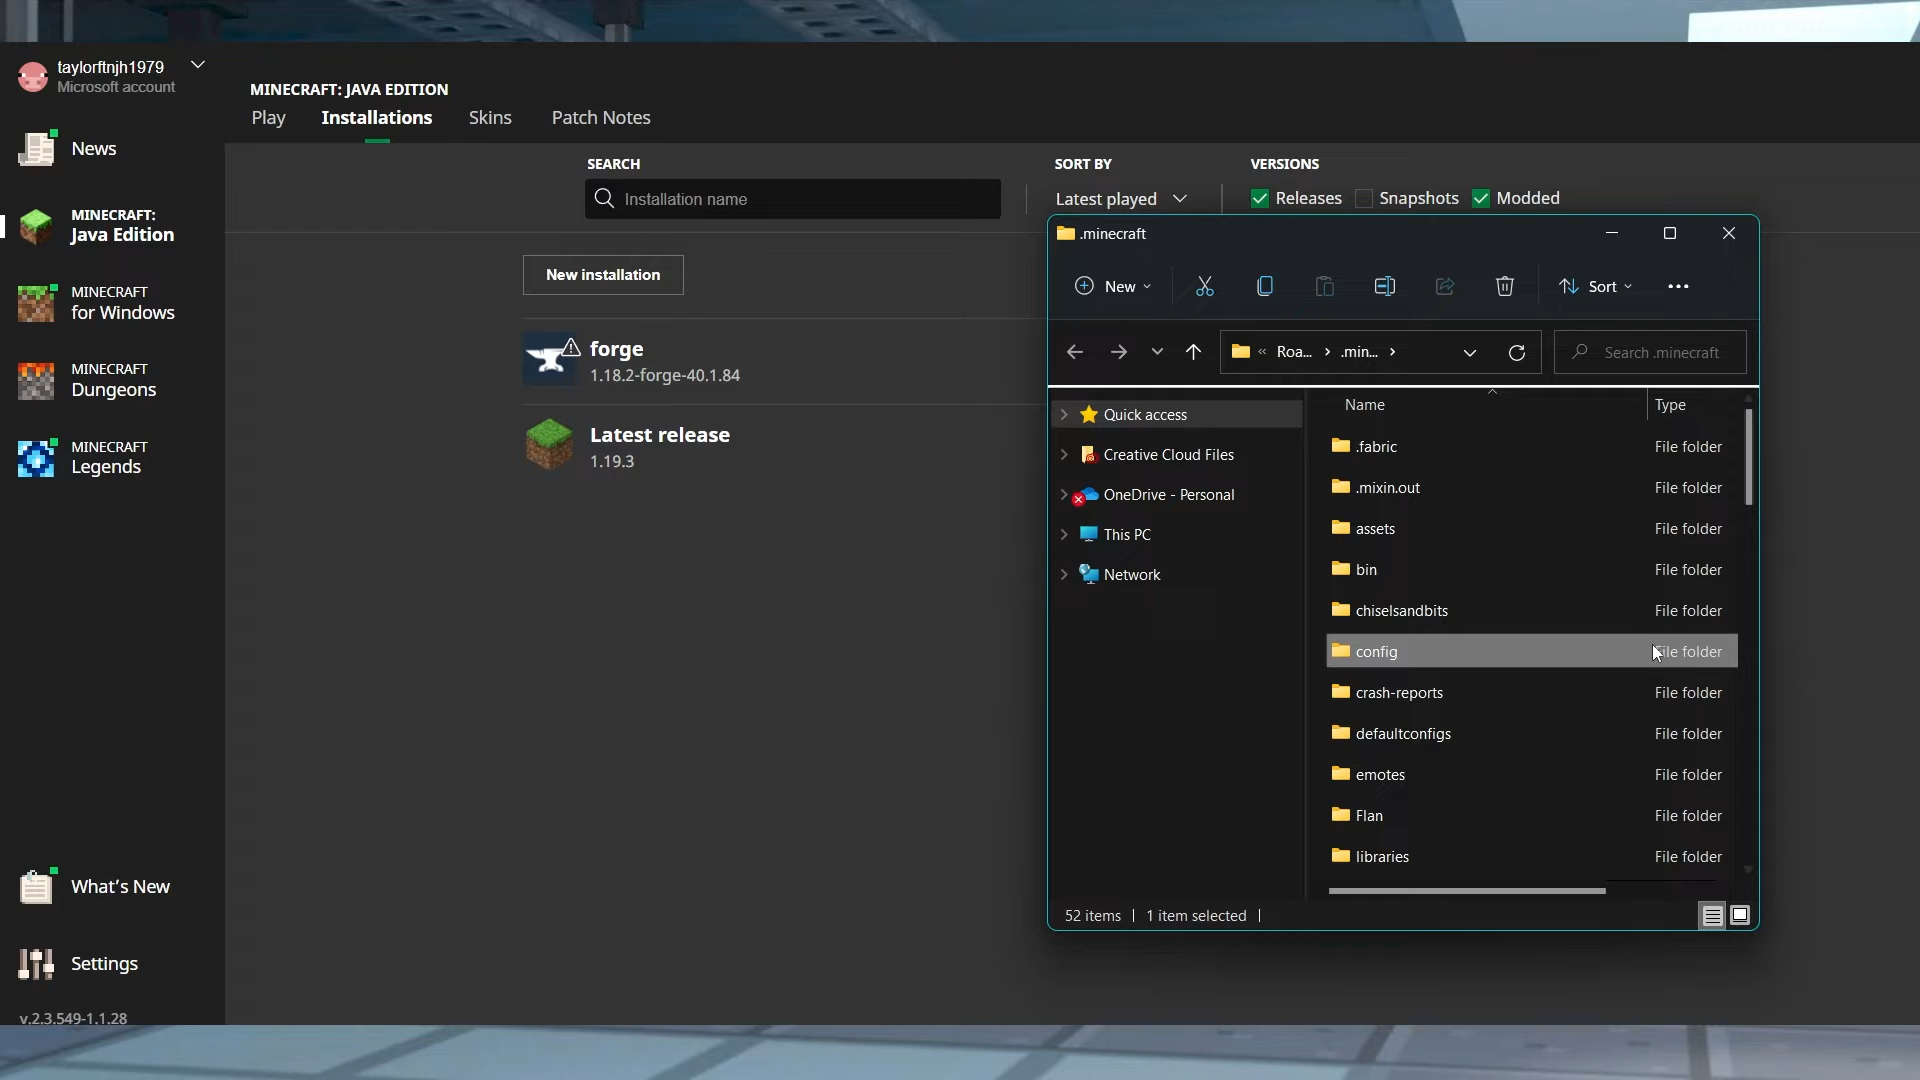 taylorftnjh1979
Microsoft account
News
MINECRAFT:
Java Edition
MINECRAFT
for Windows
MINECRAFT
Dungeons
MINECRAFT
Legends
What's New
Settings
v.2.3.549-1.1.28
MINECRAFT: JAVA EDITION
Play Installations Skins Patch Notes
SEARCH
Installation name
SORT BY
Latest played
VERSIONS
Releases Snapshots Modded
New installation
forge
1.18.2-forge-40.1.84
Latest release
1.19.3
.minecraft
New Sort
« Roa... › .min... ›
Search .minecraft
Quick access
Creative Cloud Files
OneDrive - Personal
This PC
Network
Name Type
.fabric File folder
.mixin.out File folder
assets File folder
bin File folder
chiselsandbits File folder
config File folder
crash-reports File folder
defaultconfigs File folder
emotes File folder
Flan File folder
libraries File folder
52 items 1 item selected